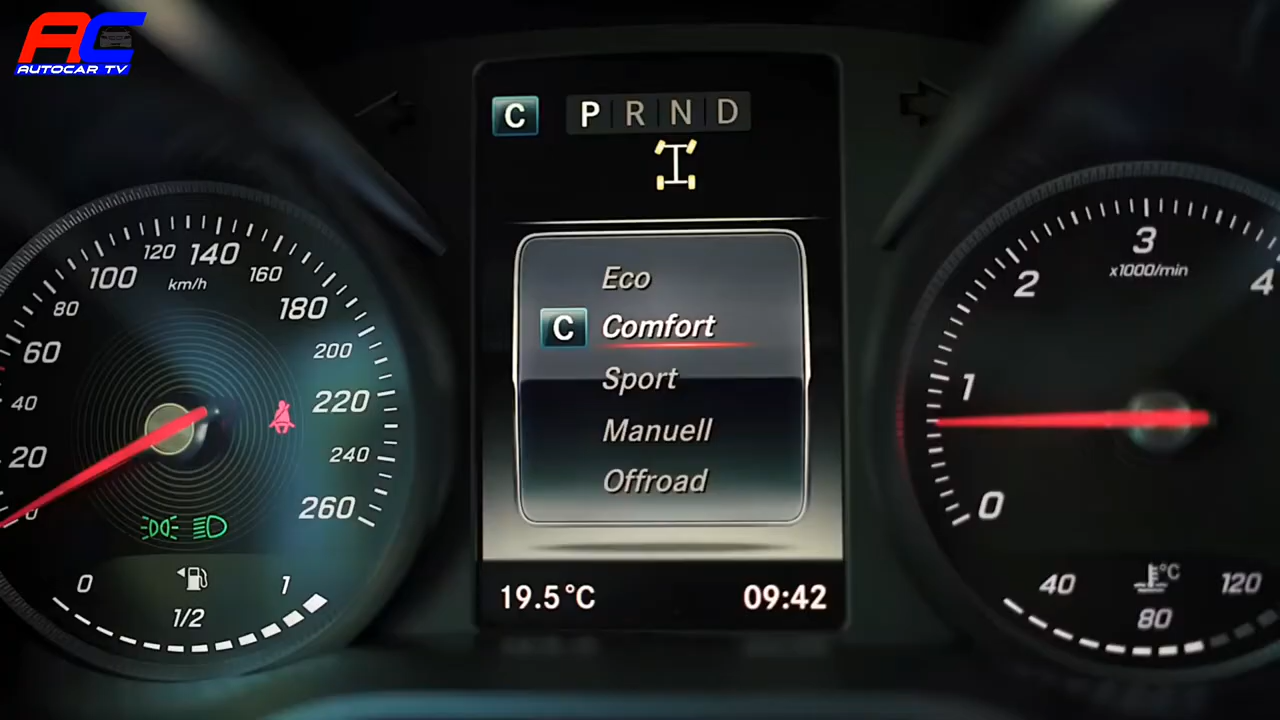 AC
AUTOCAR TV
C P R N D
Eco
C Comfort
Sport
Manuell
Offroad
19.5°C 09:42
0 20 40 60 80 100 120 140 160 180 200 220 240 260
km/h
0 1/2 1
0 1 2 3 4
x1000/min
40 80 120
°C